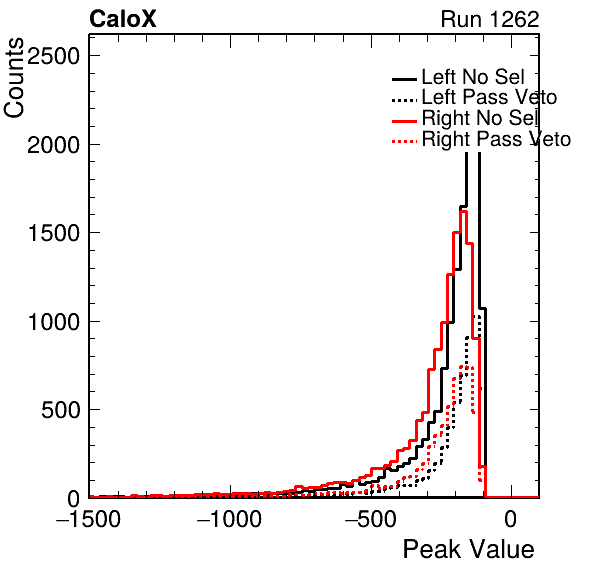 CaloX Run 1262
Counts
2500
2000
1500
1000
500
0
Left No Sel
Left Pass Veto
Right No Sel
Right Pass Veto
−1500 −1000 −500 0
Peak Value